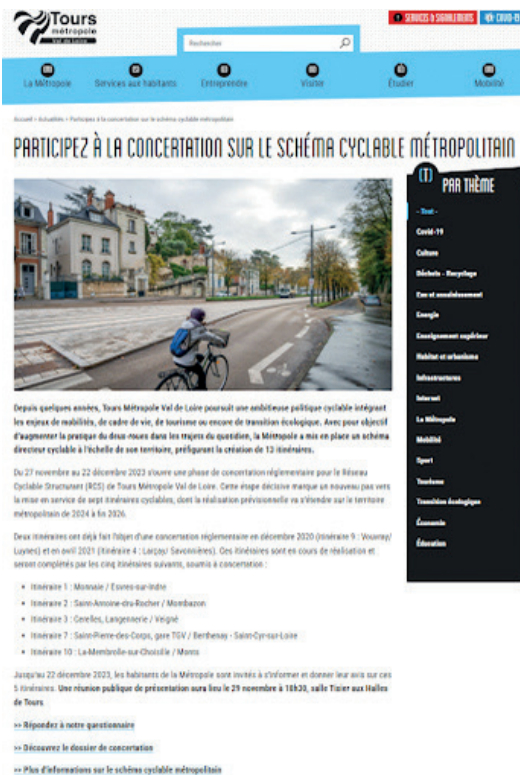 Tours
métropole
Val de Loire
Rechercher
SERVICES & SIGNALEMENTS
COVID-19
La Métropole
Services aux habitants
Entreprendre
Visiter
Étudier
Mobilité
Accueil > Actualités > Participez à la concertation sur le schéma cyclable métropolitain
PARTICIPEZ À LA CONCERTATION SUR LE SCHÉMA CYCLABLE MÉTROPOLITAIN
(T) PAR THÈME
- Tout -
Covid-19
Culture
Déchets - Recyclage
Eau et assainissement
Energie
Enseignement supérieur
Habitat et urbanisme
Infrastructures
Internet
La Métropole
Mobilité
Sport
Tourisme
Transition écologique
Économie
Éducation
Depuis quelques années, Tours Métropole Val de Loire poursuit une ambitieuse politique cyclable intégrant
les enjeux de mobilités, de cadre de vie, de tourisme ou encore de transition écologique. Avec pour objectif
d'augmenter la pratique du deux-roues dans les trajets du quotidien, la Métropole a mis en place un schéma
directeur cyclable à l'échelle de son territoire, préfigurant la création de 13 itinéraires.
Du 27 novembre au 22 décembre 2023 s'ouvre une phase de concertation réglementaire pour le Réseau
Cyclable Structurant (RCS) de Tours Métropole Val de Loire. Cette étape décisive marque un nouveau pas vers
la mise en service de sept itinéraires cyclables, dont la réalisation prévisionnelle va s'étendre sur le territoire
métropolitain de 2024 à fin 2026.
Deux itinéraires ont déjà fait l'objet d'une concertation réglementaire en décembre 2020 (itinéraire 9 : Vouvray/
Luynes) et en avril 2021 (itinéraire 4 : Larçay/ Savonnières). Ces itinéraires sont en cours de réalisation et
seront complétés par les cinq itinéraires suivants, soumis à concertation :
• Itinéraire 1 : Monnaie / Esvres-sur-Indre
• Itinéraire 2 : Saint-Antoine-du-Rocher / Montbazon
• Itinéraire 3 : Cerelles, Langennerie / Veigné
• Itinéraire 7 : Saint-Pierre-des-Corps, gare TGV / Berthenay - Saint-Cyr-sur-Loire
• Itinéraire 10 : La-Membrolle-sur-Choisille / Monts
Jusqu'au 22 décembre 2023, les habitants de la Métropole sont invités à s'informer et donner leur avis sur ces
5 itinéraires. Une réunion publique de présentation aura lieu le 29 novembre à 18h30, salle Tisier aux Halles
de Tours
>> Répondez à notre questionnaire
>> Découvrez le dossier de concertation
>> Plus d'informations sur le schéma cyclable métropolitain